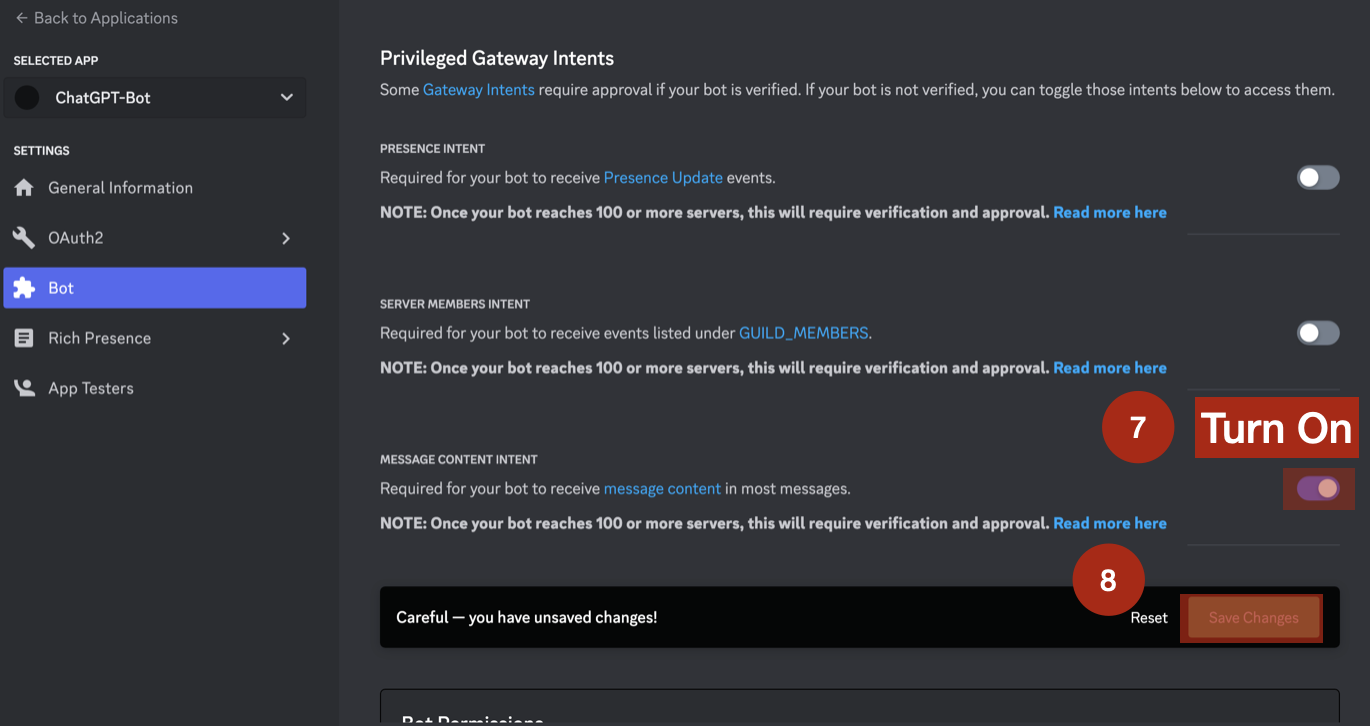 Back to Applications
SELECTED APP
ChatGPT-Bot
SETTINGS
General Information
OAuth2
Bot
Rich Presence
App Testers
Privileged Gateway Intents
Some Gateway Intents require approval if your bot is verified. If your bot is not verified, you can toggle those intents below to access them.
PRESENCE INTENT
Required for your bot to receive Presence Update events.
NOTE: Once your bot reaches 100 or more servers, this will require verification and approval. Read more here
SERVER MEMBERS INTENT
Required for your bot to receive events listed under GUILD_MEMBERS.
NOTE: Once your bot reaches 100 or more servers, this will require verification and approval. Read more here
7 Turn On
MESSAGE CONTENT INTENT
Required for your bot to receive message content in most messages.
NOTE: Once your bot reaches 100 or more servers, this will require verification and approval. Read more here
8
Careful — you have unsaved changes! Reset Save Changes
Bot Permissions